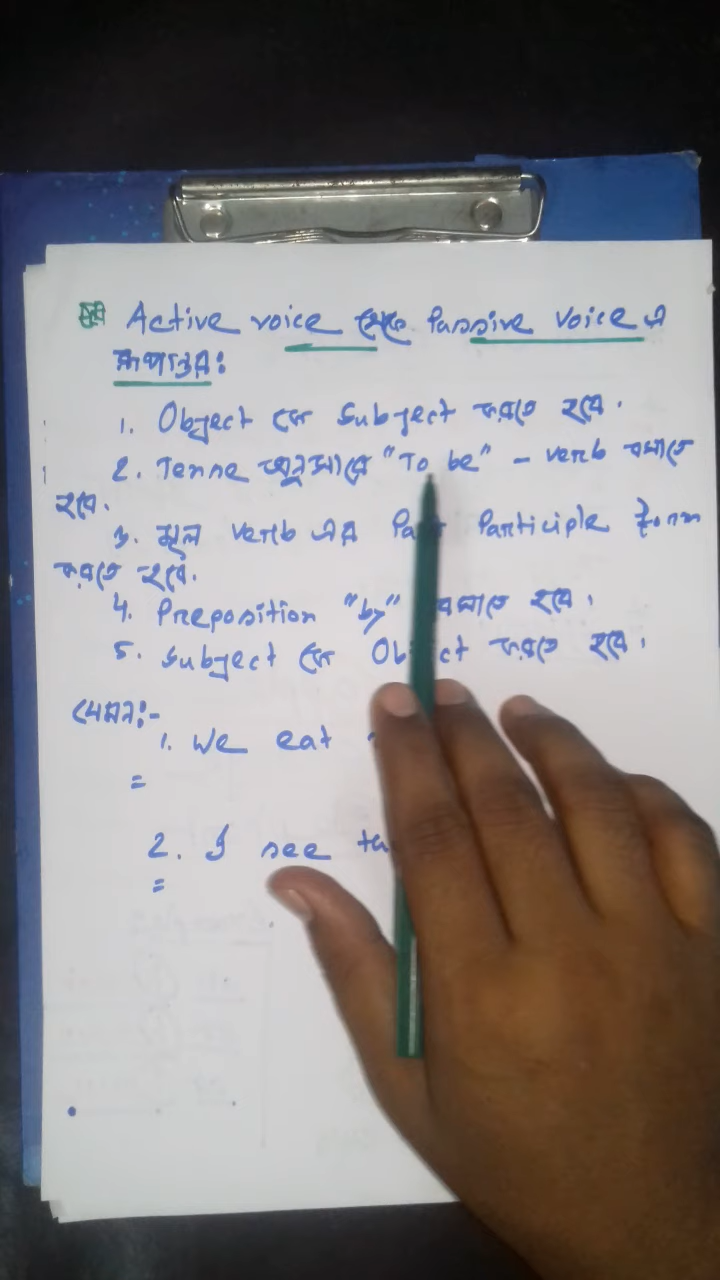 Active voice থেকে Passive voice এ
রূপান্তর:
1. Object কে Subject করতে হবে.
2. Tense অনুসারে "To be" - verb বসাতে
হবে.
3. মূল verb এর Participle form
করতে হবে.
4. Preposition "by" বসাতে হবে.
5. Subject কে করতে হবে.
যেমন:-
1. We eat
=
2. I see
=